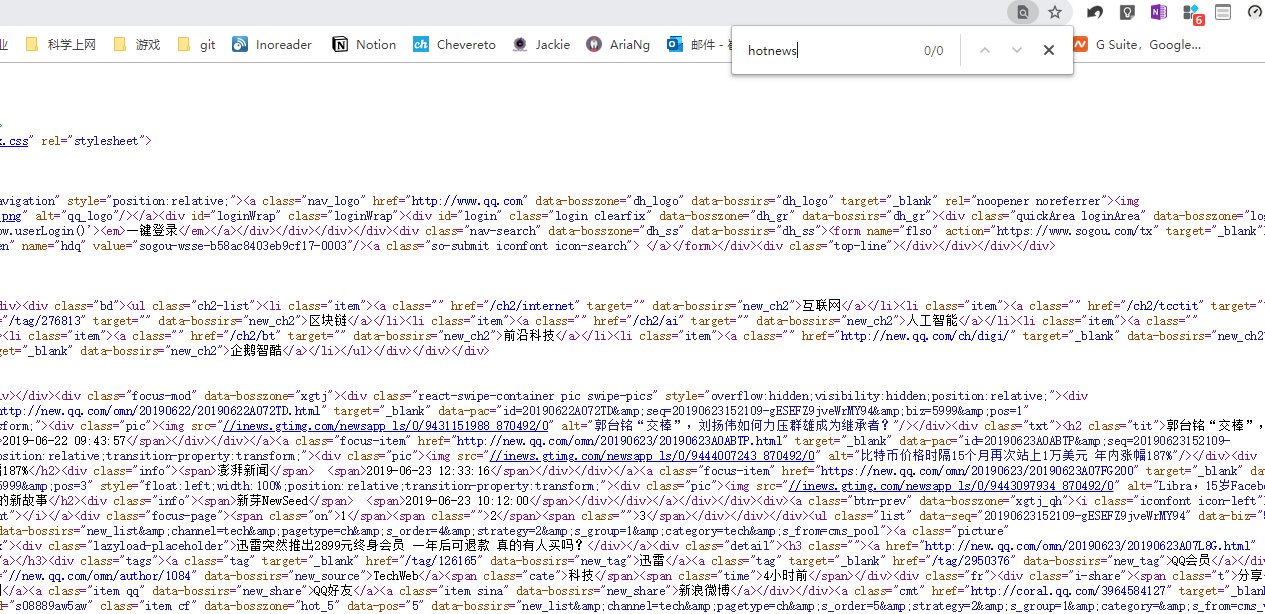 业 科学上网 游戏 git Inoreader Notion Chevereto Jackie AriaNg 邮件 - G Suite，Google...
6
hotnews 0/0
>
x.css" rel="stylesheet">
avigation" style="position:relative;"><a class="nav_logo" href="http://www.qq.com" data-bosszone="dh_logo" data-bossirs="dh_logo" target="_blank" rel="noopener noreferrer"><img
.png" alt="qq_logo"/></a><div id="loginWrap" class="loginWrap"><div id="login" class="login clearfix" data-bosszone="dh_gr" data-bossirs="dh_gr"><div class="quickArea loginArea" data-bosszone="log
ow.userLogin()"><em>一键登录</em></a></div></div></div></div><div class="nav-search" data-bosszone="dh_ss" data-bossirs="dh_ss"><form name="flso" action="https://www.sogou.com/tx" target="_blank"
en" name="hdq" value="sogou-wsse-b58ac8403eb9cf17-0003"/><a class="so-submit iconfont icon-search"> </a></form></div><div class="top-line"></div></div></div></div>
div><div class="bd"><ul class="ch2-list"><li class="item"><a class="" href="/ch2/internet" target="" data-bossirs="new_ch2">互联网</a></li><li class="item"><a class="" href="/ch2/tcctit" target="
="/tag/276813" target="" data-bossirs="new_ch2">区块链</a></li><li class="item"><a class="" href="/ch2/ai" target="" data-bossirs="new_ch2">人工智能</a></li><li class="item"><a class=""
<li class="item"><a class="" href="/ch2/bt" target="" data-bossirs="new_ch2">前沿科技</a></li><li class="item"><a class="" href="http://new.qq.com/ch/digi/" target="_blank" data-bossirs="new_ch2
get="_blank" data-bossirs="new_ch2">企鹅智酷</a></li></ul></div></div></div>
iv></div><div class="focus-mod" data-bosszone="xgtj"><div class="react-swipe-container pic swipe-pics" style="overflow:hidden;visibility:hidden;position:relative;"><div
http://new.qq.com/omn/20190622/20190622A072TD.html" target="_blank" data-pac="id=20190622A072TD&amp;seq=20190623152109-gESEFZ9jveWrMY94&amp;biz=5999&amp;pos=1"
form;"><div class="pic"><img src="//inews.gtimg.com/newsapp_ls/0/9431151988_870492/0" alt="郭台铭“交棒”，刘扬伟如何力压群雄成为继承者？"/></div><div class="txt"><h2 class="tit">郭台铭“交棒”，
>2019-06-22 09:43:57</span></div></div></a><a class="focus-item" href="http://new.qq.com/omn/20190623/20190623A0ABTP.html" target="_blank" data-pac="id=20190623A0ABTP&amp;seq=20190623152109-
osition:relative;transition-property:transform;"><div class="pic"><img src="//inews.gtimg.com/newsapp_ls/0/9444007243_870492/0" alt="比特币价格时隔15个月再次站上1万美元 年内涨幅187%"/></div><div
187%</h2><div class="info"><span>澎湃新闻</span> <span>2019-06-23 12:33:16</span></div></div></a><a class="focus-item" href="https://new.qq.com/omn/20190623A07FG200" target="_blank" da
5999&amp;pos=3" style="float:left;width:100%;position:relative;transition-property:transform;"><div class="pic"><img src="//inews.gtimg.com/newsapp_ls/0/9443097934_870492/0" alt="Libra，15岁Facebo
的新故事</h2><div class="info"><span>新芽NewSeed</span> <span>2019-06-23 10:12:00</span></div></div></a></div></div><a class="btn-prev" data-bosszone="xgtj_qh"><i class="iconfont icon-left"
ht"></i></a><div class="focus-page"><span class="on">1</span><span class="">2</span><span class="">3</span></div></div></div><ul class="list" data-seq="20190623152109-gESEFZ9jveWrMY94" data-biz="5
-bossirs="new_list&amp;channel=tech&amp;pagetype=ch&amp;s_order=4&amp;strategy=2&amp;s_group=1&amp;category=tech&amp;s_from=cms_pool"><a class="picture"
<div class="lazyload-placeholder">迅雷突然推出2899元终身会员 一年后可退款 真的有人买吗？</div></a><div class="detail"><h3 class=""><a href="http://new.qq.com/omn/20190623/20190623A07L8G.html"
</a></h3><div class="tags"><a class="tag" target="_blank" href="/tag/126165" data-bossirs="new_tag">迅雷</a><a class="tag" target="_blank" href="/tag/2950376" data-bossirs="new_tag">QQ会员</a></div
="//new.qq.com/omn/author/1084" data-bossirs="new_source">TechWeb</a><span class="cate">科技</span><span class="time">4小时前</span></div><div class="fr"><div class="i-share"><span class="t">分享
</a><a class="item qq" data-bossirs="new_share">QQ好友</a><a class="item sina" data-bossirs="new_share">新浪微博</a></div><a class="cmt" href="http://coral.qq.com/3964584127" target="_blank
="s08889aw5aw" class="item cf" data-bosszone="hot_5" data-pos="5" data-bossirs="new_list&amp;channel=tech&amp;pagetype=ch&amp;s_order=5&amp;strategy=2&amp;s_group=1&amp;category=tech&amp;s_from=cms